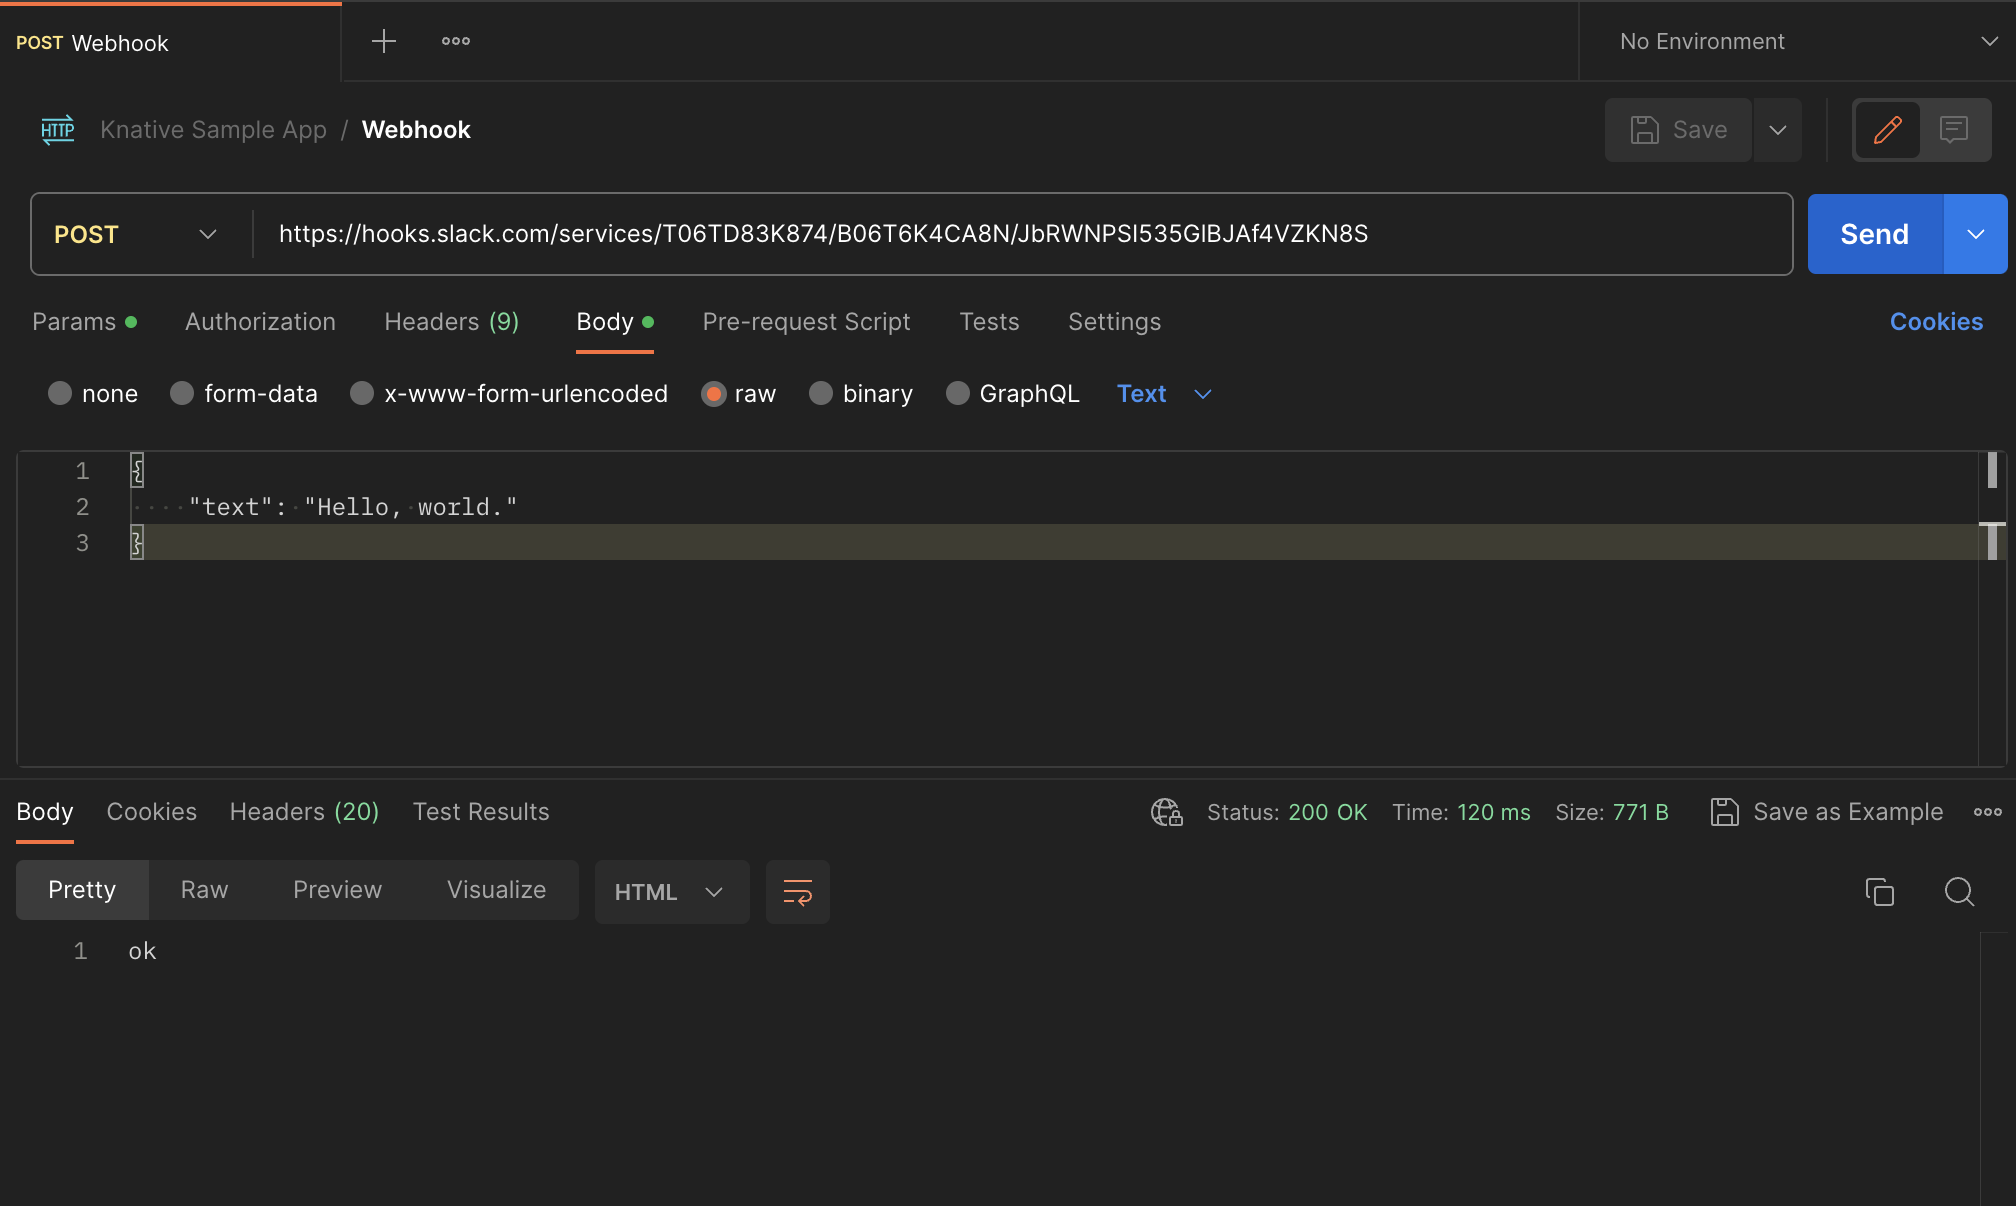 POST Webhook
No Environment
HTTP Knative Sample App / Webhook
Save
POST https://hooks.slack.com/services/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
Send
Params Authorization Headers (9) Body Pre-request Script Tests Settings Cookies
none form-data x-www-form-urlencoded raw binary GraphQL Text
1 {
2 "text": "Hello, world."
3 }
Body Cookies Headers (20) Test Results Status: 200 OK Time: 120 ms Size: 771 B Save as Example
Pretty Raw Preview Visualize HTML
1 ok